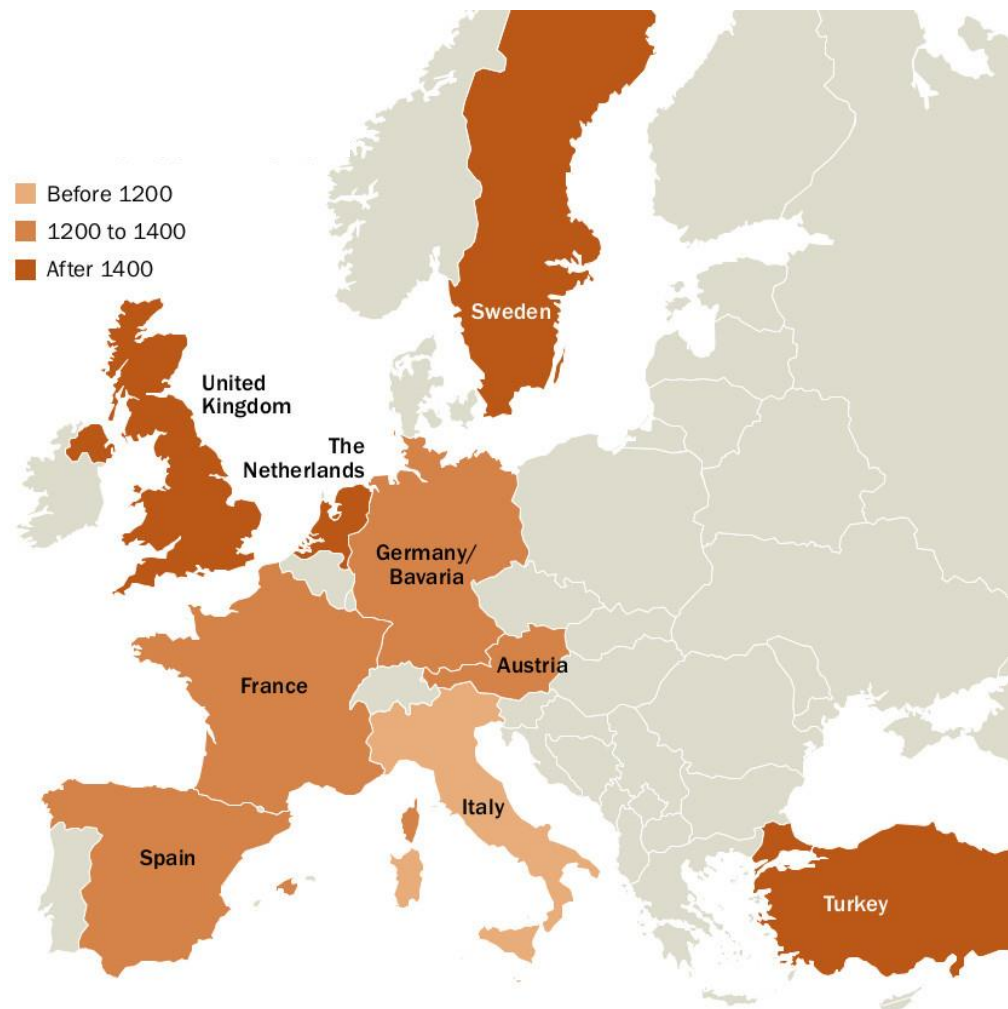 Before 1200
1200 to 1400
After 1400
Sweden
United
Kingdom
The
Netherlands
Germany/
Bavaria
Austria
France
Italy
Spain
Turkey